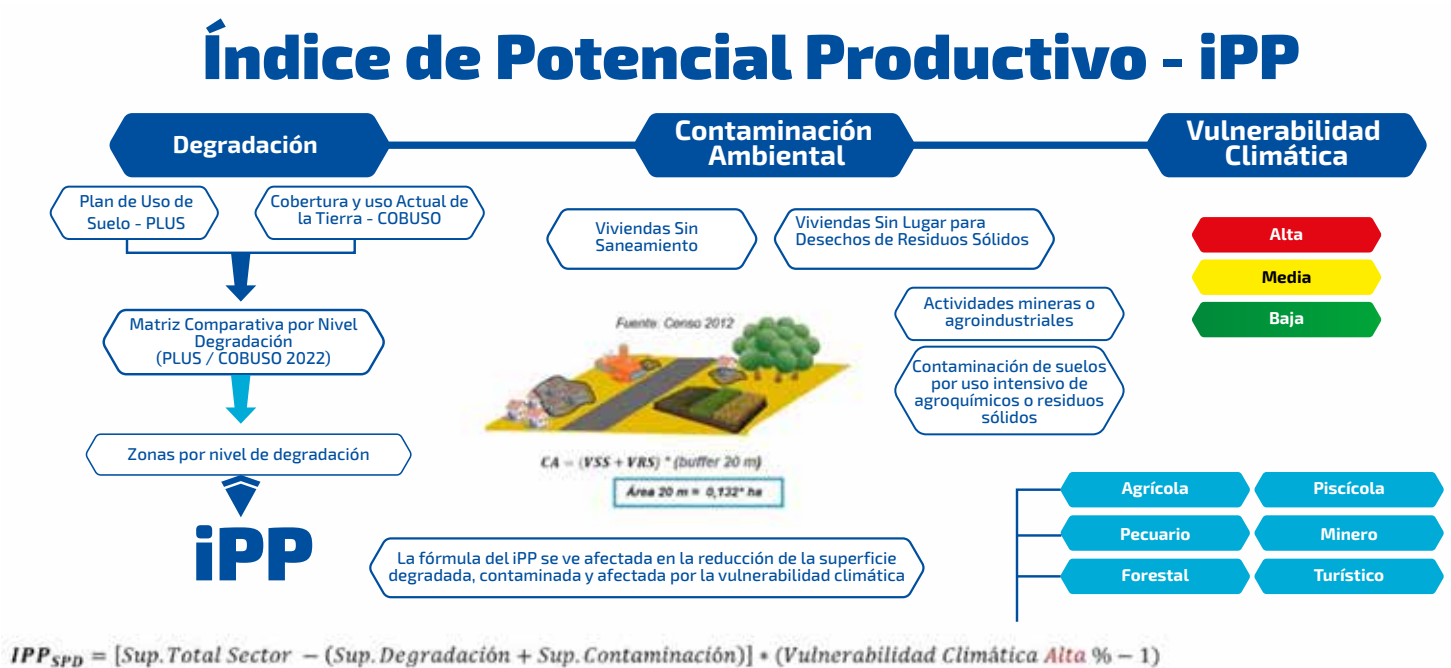 Índice de Potencial Productivo - iPP
Degradación
Contaminación
Ambiental
Vulnerabilidad
Climática
Plan de Uso de
Suelo - PLUS
Cobertura y uso Actual de
la Tierra - COBUSO
Matriz Comparativa por Nivel
Degradación
(PLUS / COBUSO 2022)
Zonas por nivel de degradación
iPP
Viviendas Sin
Saneamiento
Viviendas Sin Lugar para
Desechos de Residuos Sólidos
Actividades mineras o
agroindustriales
Contaminación de suelos
por uso intensivo de
agroquímicos o residuos
sólidos
Fuente: Censo 2012
CA = (VSS + VRS) * (buffer 20 m)
Área 20 m = 0,132* ha
La fórmula del iPP se ve afectada en la reducción de la superficie
degradada, contaminada y afectada por la vulnerabilidad climática
Alta
Media
Baja
Agrícola
Piscícola
Pecuario
Minero
Forestal
Turístico
IPP_SPD = [Sup. Total Sector − (Sup. Degradación + Sup. Contaminación)] * (Vulnerabilidad Climática Alta % − 1)